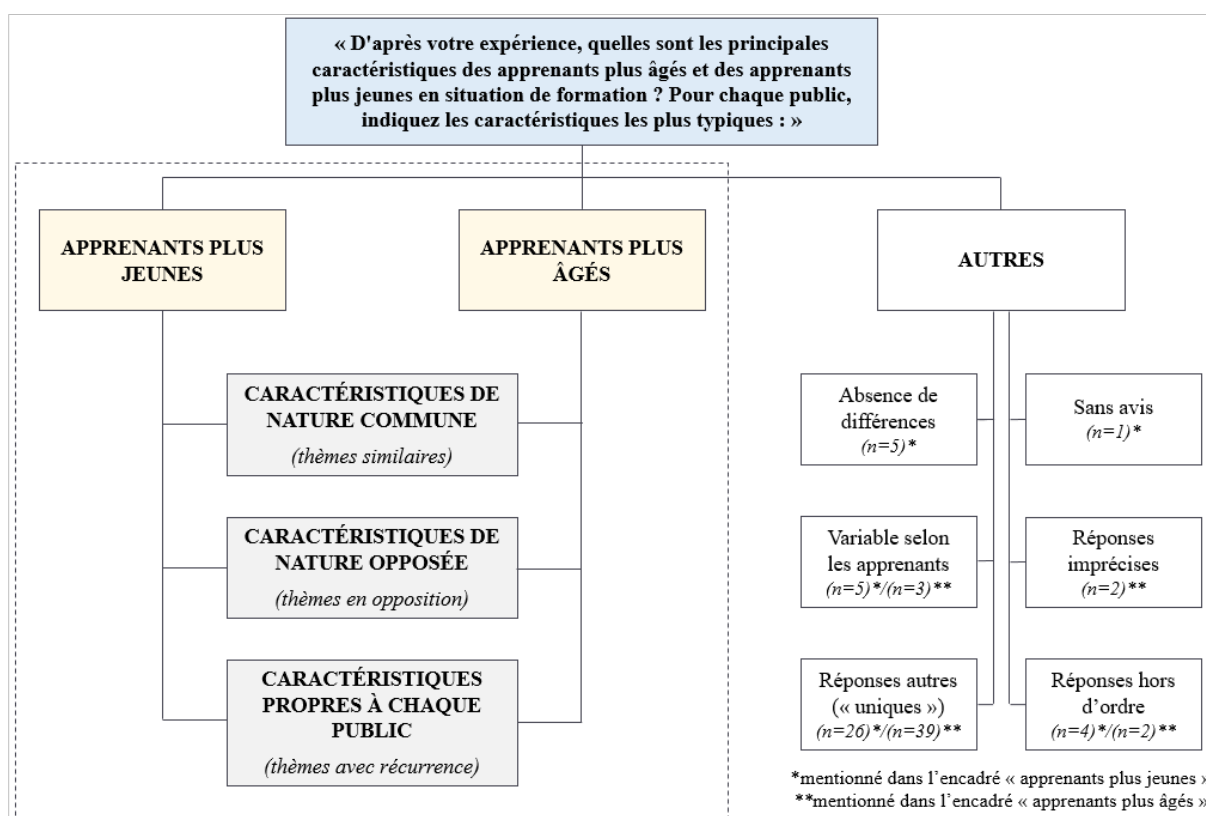 « D'après votre expérience, quelles sont les principales
caractéristiques des apprenants plus âgés et des apprenants
plus jeunes en situation de formation ? Pour chaque public,
indiquez les caractéristiques les plus typiques : »
APPRENANTS PLUS
JEUNES
APPRENANTS PLUS
ÂGÉS
AUTRES
CARACTÉRISTIQUES DE
NATURE COMMUNE
(thèmes similaires)
CARACTÉRISTIQUES DE
NATURE OPPOSÉE
(thèmes en opposition)
CARACTÉRISTIQUES
PROPRES À CHAQUE
PUBLIC
(thèmes avec récurrence)
Absence de
différences
(n=5)*
Sans avis
(n=1)*
Variable selon
les apprenants
(n=5)*/(n=3)**
Réponses
imprécises
(n=2)**
Réponses autres
(« uniques »)
(n=26)*/(n=39)**
Réponses hors
d’ordre
(n=4)*/(n=2)**
*mentionné dans l’encadré « apprenants plus jeunes »
**mentionné dans l’encadré « apprenants plus âgés »